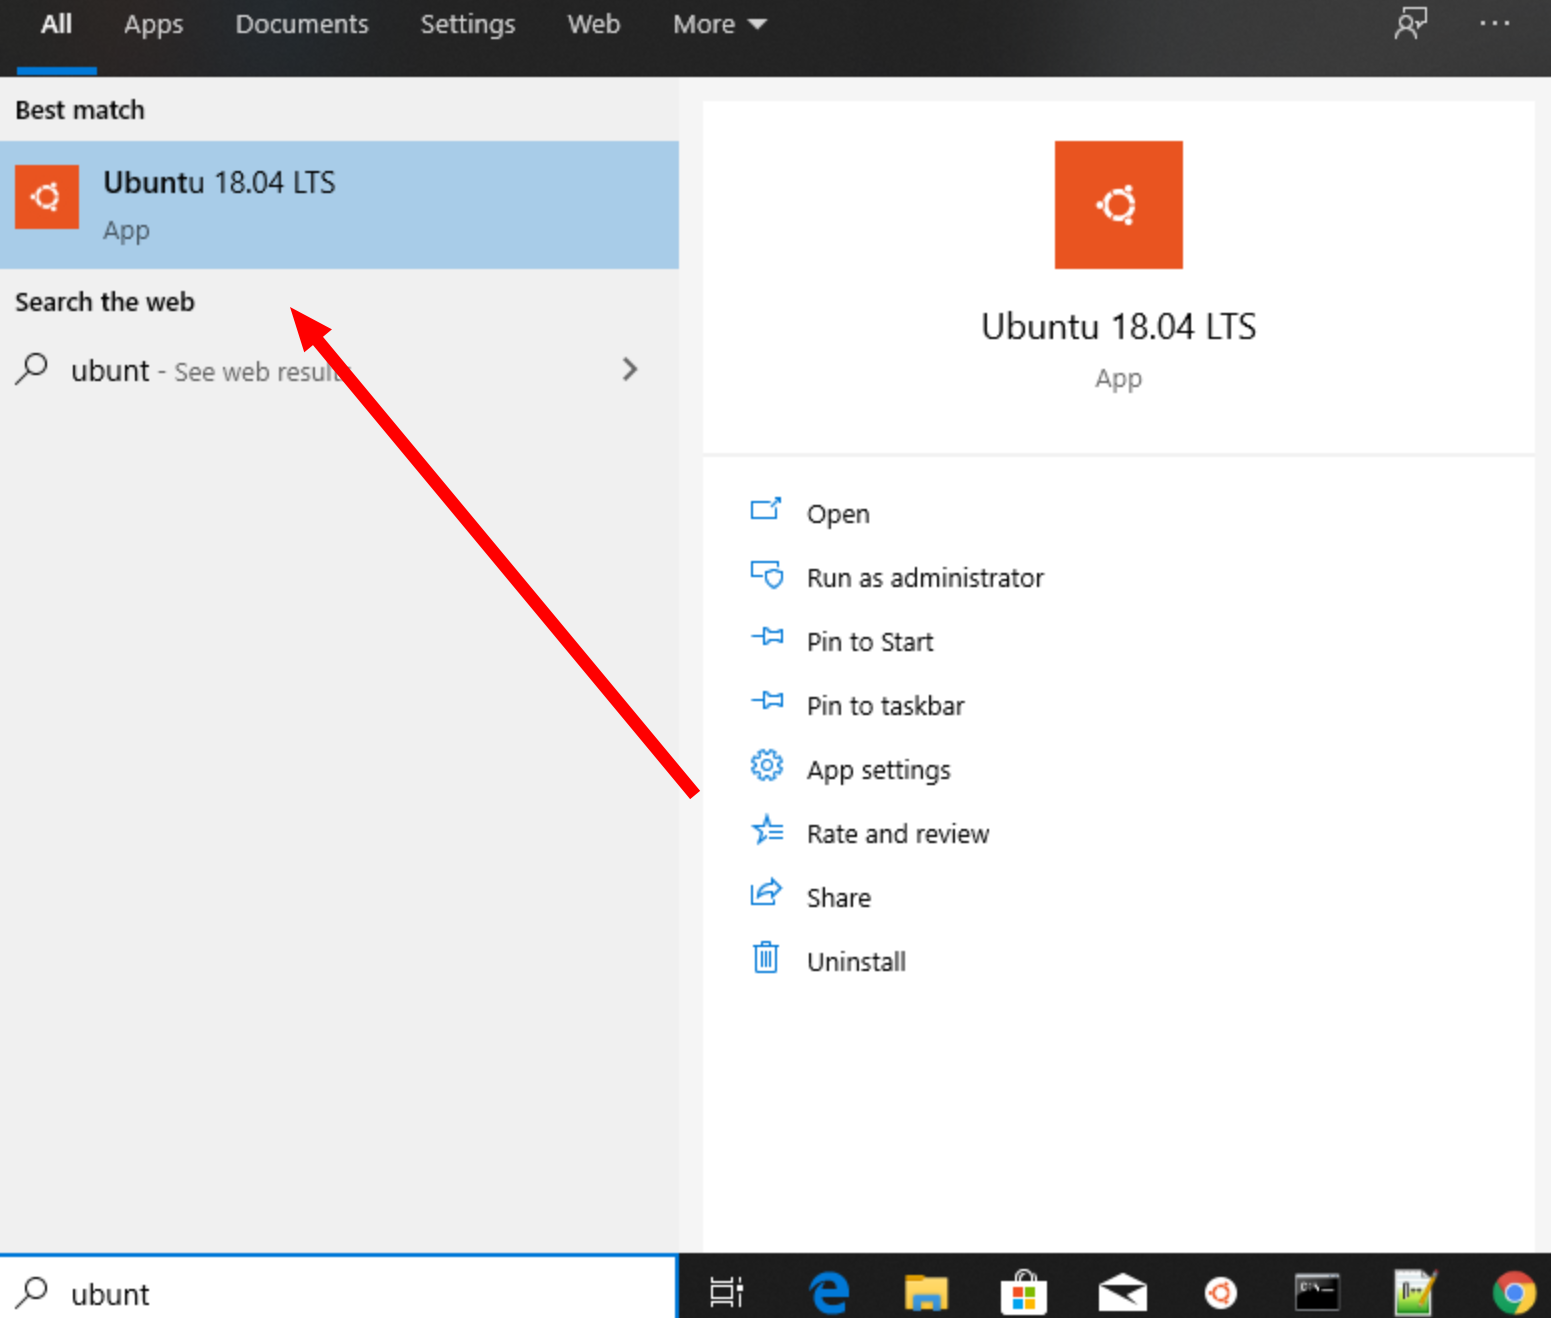 All Apps Documents Settings Web More
Best match
Ubuntu 18.04 LTS
App
Search the web
ubunt - See web result
Ubuntu 18.04 LTS
App
Open
Run as administrator
Pin to Start
Pin to taskbar
App settings
Rate and review
Share
Uninstall
ubunt